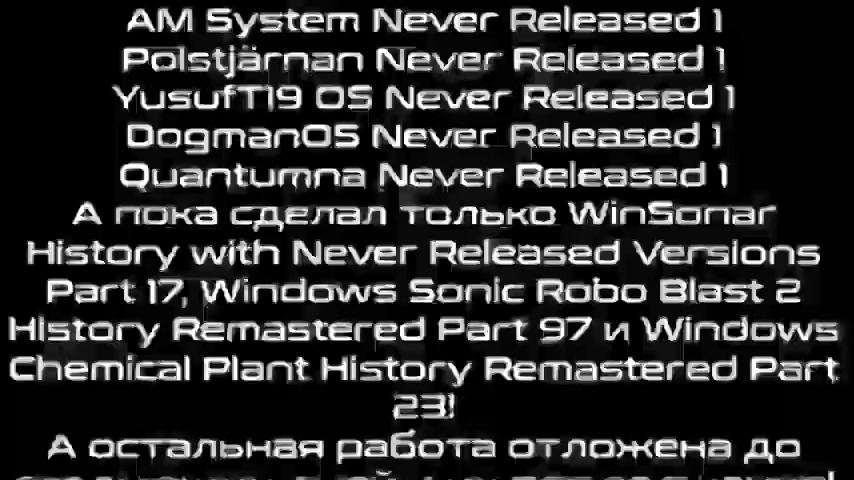 AM System Never Released 1
Polstjärnan Never Released 1
YusufT19 OS Never Released 1
DogmanOS Never Released 1
Quantumna Never Released 1
А пока сделал только WinSonar
History with Never Released Versions
Part 17, Windows Sonic Robo Blast 2
History Remastered Part 97 и Windows
Chemical Plant History Remastered Part
23!
А остальная работа отложена до